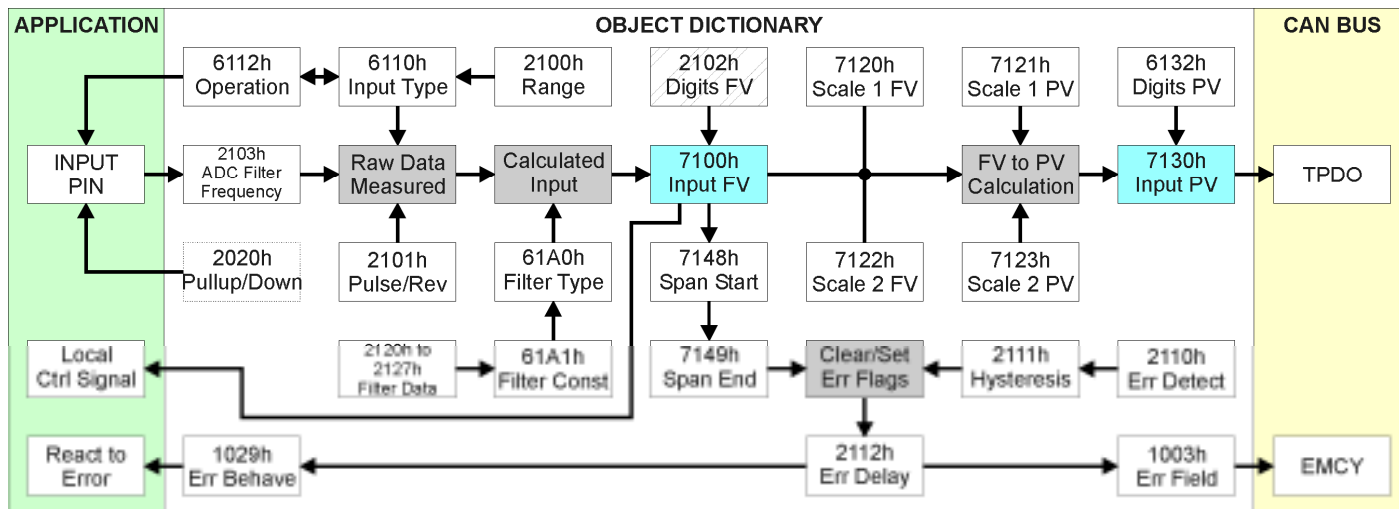 APPLICATION
OBJECT DICTIONARY
CAN BUS
6112h
Operation
6110h
Input Type
2100h
Range
2102h
Digits FV
7120h
Scale 1 FV
7121h
Scale 1 PV
6132h
Digits PV
INPUT
PIN
2103h
ADC Filter
Frequency
Raw Data
Measured
Calculated
Input
7100h
Input FV
FV to PV
Calculation
7130h
Input PV
TPDO
2020h
Pullup/Down
2101h
Pulse/Rev
61A0h
Filter Type
7148h
Span Start
7122h
Scale 2 FV
7123h
Scale 2 PV
Local
Ctrl Signal
2120h to
2127h
Filter Data
61A1h
Filter Const
7149h
Span End
Clear/Set
Err Flags
2111h
Hysteresis
2110h
Err Detect
React to
Error
1029h
Err Behave
2112h
Err Delay
1003h
Err Field
EMCY